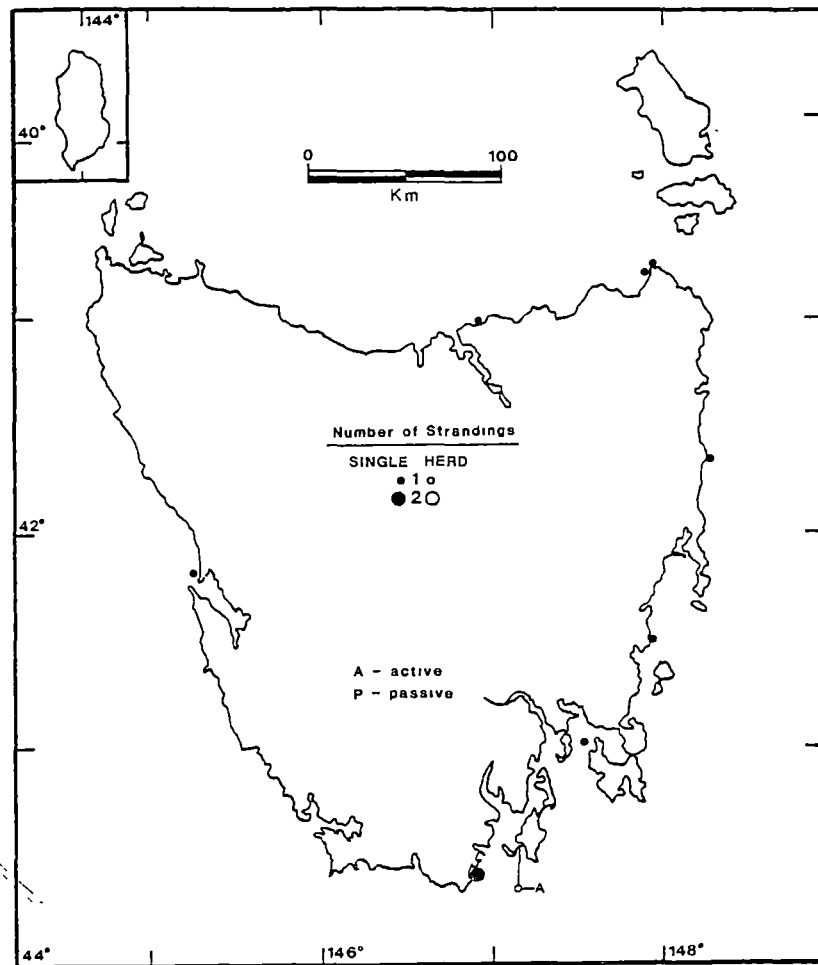 144°
40°
0 100
Km
Number of Strandings
SINGLE HERD
1
2
42°
A - active
P - passive
A
44° 146° 148°